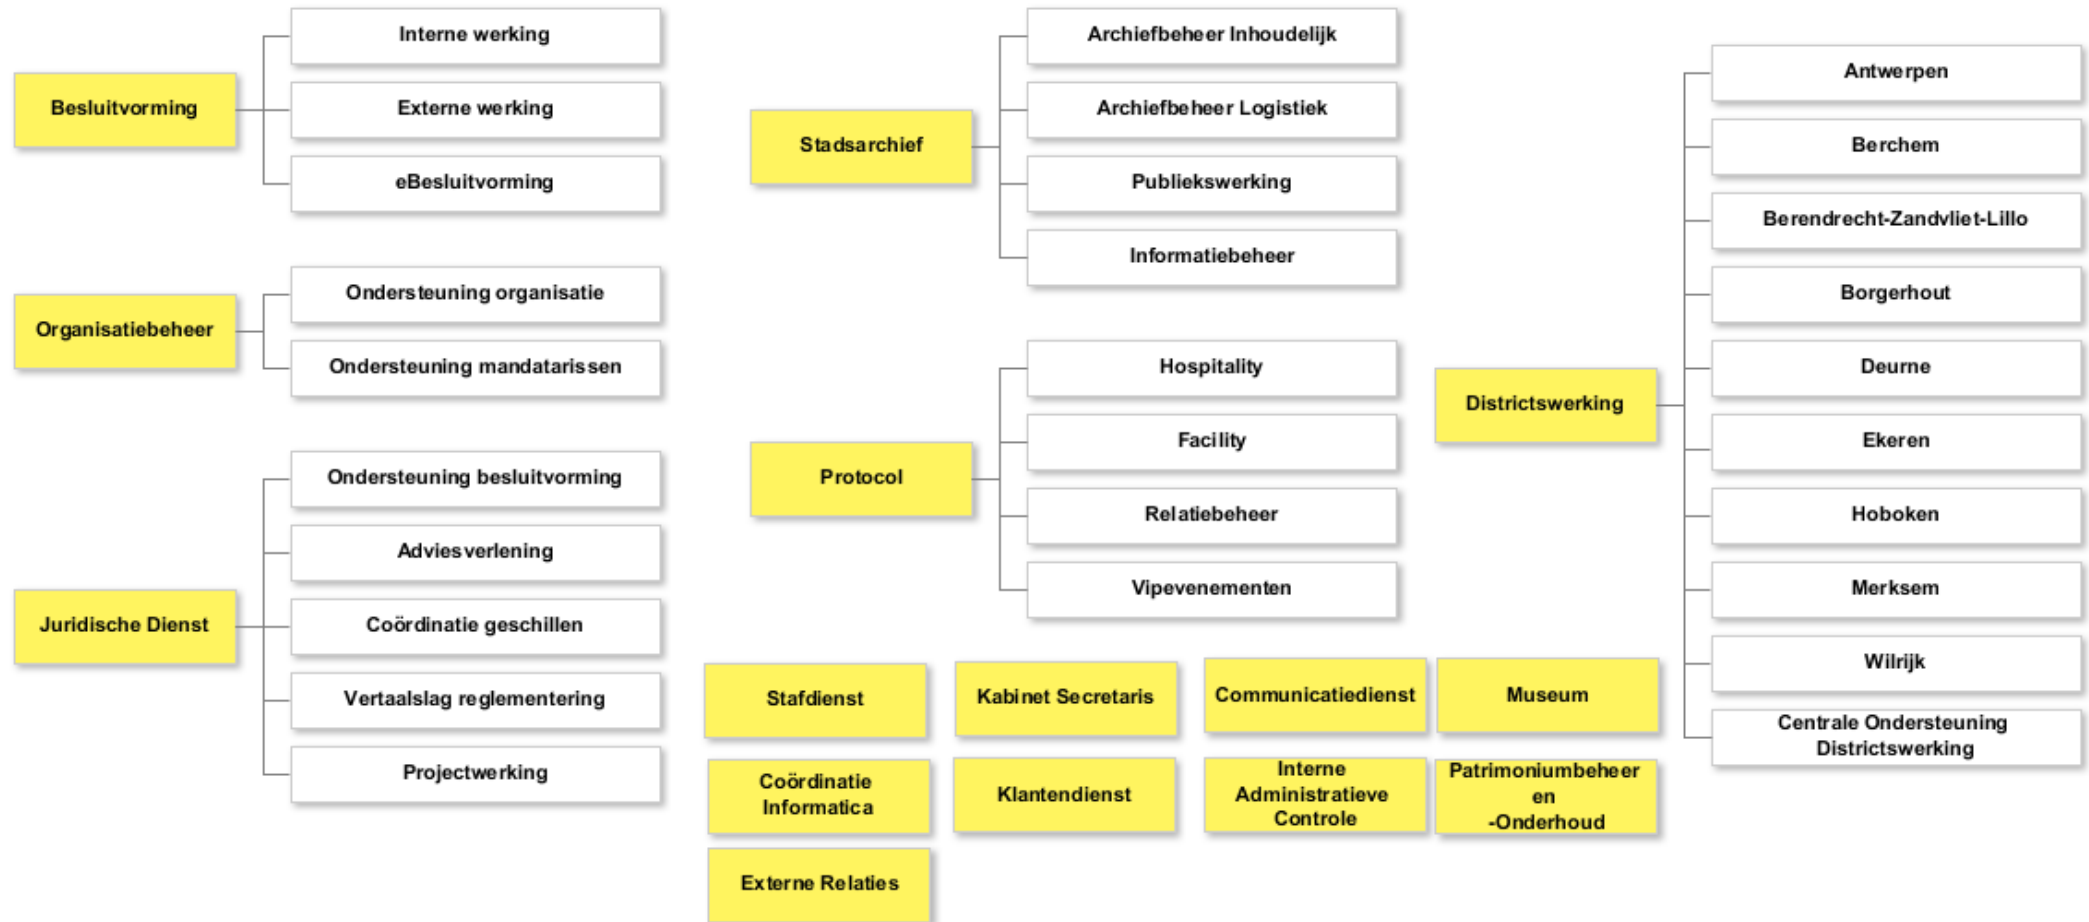 Besluitvorming
Interne werking
Externe werking
eBesluitvorming
Organisatiebeheer
Ondersteuning organisatie
Ondersteuning mandatarissen
Juridische Dienst
Ondersteuning besluitvorming
Adviesverlening
Coördinatie geschillen
Vertaalslag reglementering
Projectwerking
Stadsarchief
Archiefbeheer Inhoudelijk
Archiefbeheer Logistiek
Publiekswerking
Informatiebeheer
Protocol
Hospitality
Facility
Relatiebeheer
Vipevenementen
Districtswerking
Antwerpen
Berchem
Berendrecht-Zandvliet-Lillo
Borgerhout
Deurne
Ekeren
Hoboken
Merksem
Wilrijk
Centrale Ondersteuning
Districtswerking
Stafdienst
Kabinet Secretaris
Communicatiedienst
Museum
Coördinatie
Informatica
Klantendienst
Interne
Administratieve
Controle
Patrimoniumbeheer
en
-Onderhoud
Externe Relaties